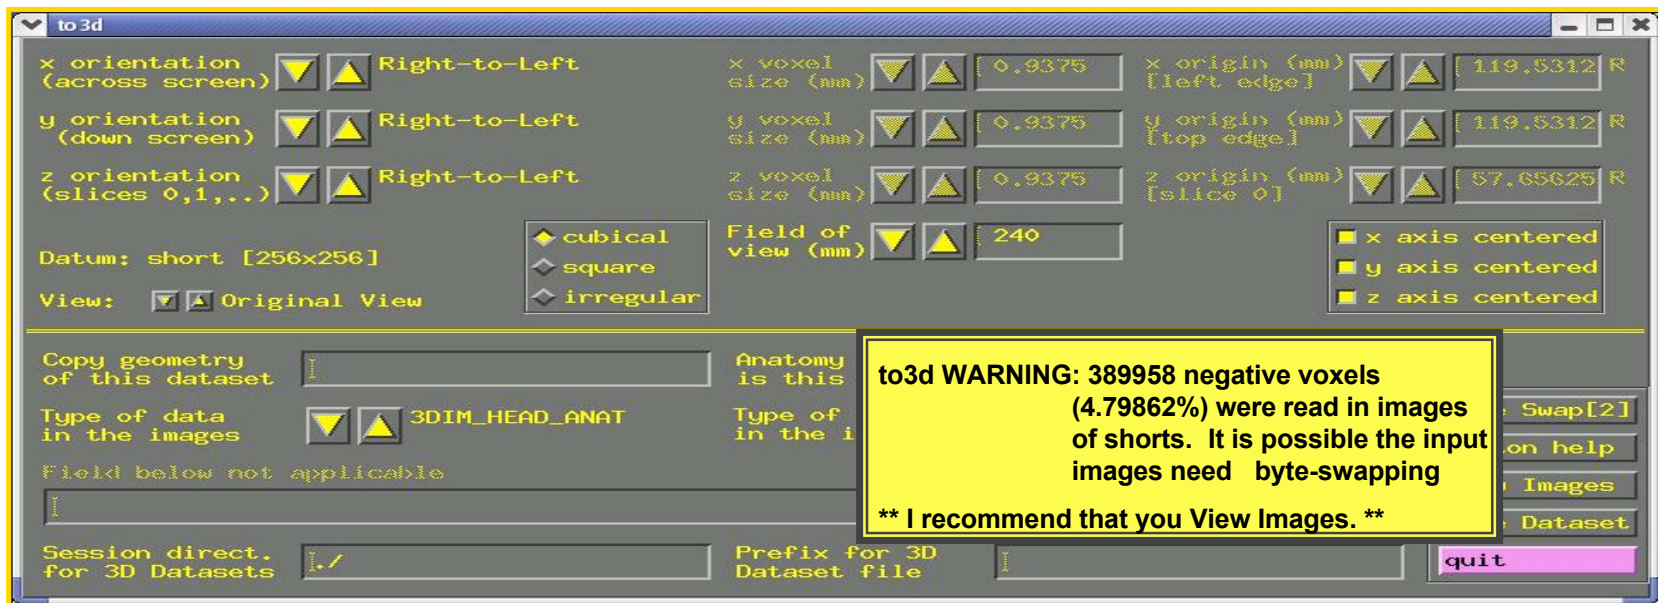 to 3d
x orientation
(across screen)
Right-to-Left
x voxel
size (mm)
0.9375
x origin (mm)
[left edge]
119.5312 R
y orientation
(down screen)
Right-to-Left
y voxel
size (mm)
0.9375
y origin (mm)
[top edge]
119.5312 R
z orientation
(slices 0,1,..)
Right-to-Left
z voxel
size (mm)
0.9375
z origin (mm)
[slice 0]
57.65625 R
Datum: short [256x256]
View:
Original View
cubical
square
irregular
Field of
view (mm)
240
x axis centered
y axis centered
z axis centered
Copy geometry
of this dataset
Anatomy
is this
Type of data
in the images
3DIM_HEAD_ANAT
Type of
in the i
Field below not applicable
to3d WARNING: 389958 negative voxels
(4.79862%) were read in images
of shorts. It is possible the input
images need byte-swapping
** I recommend that you View Images. **
Swap[2]
on help
Images
Dataset
Session direct.
for 3D Datasets
./
Prefix for 3D
Dataset file
quit